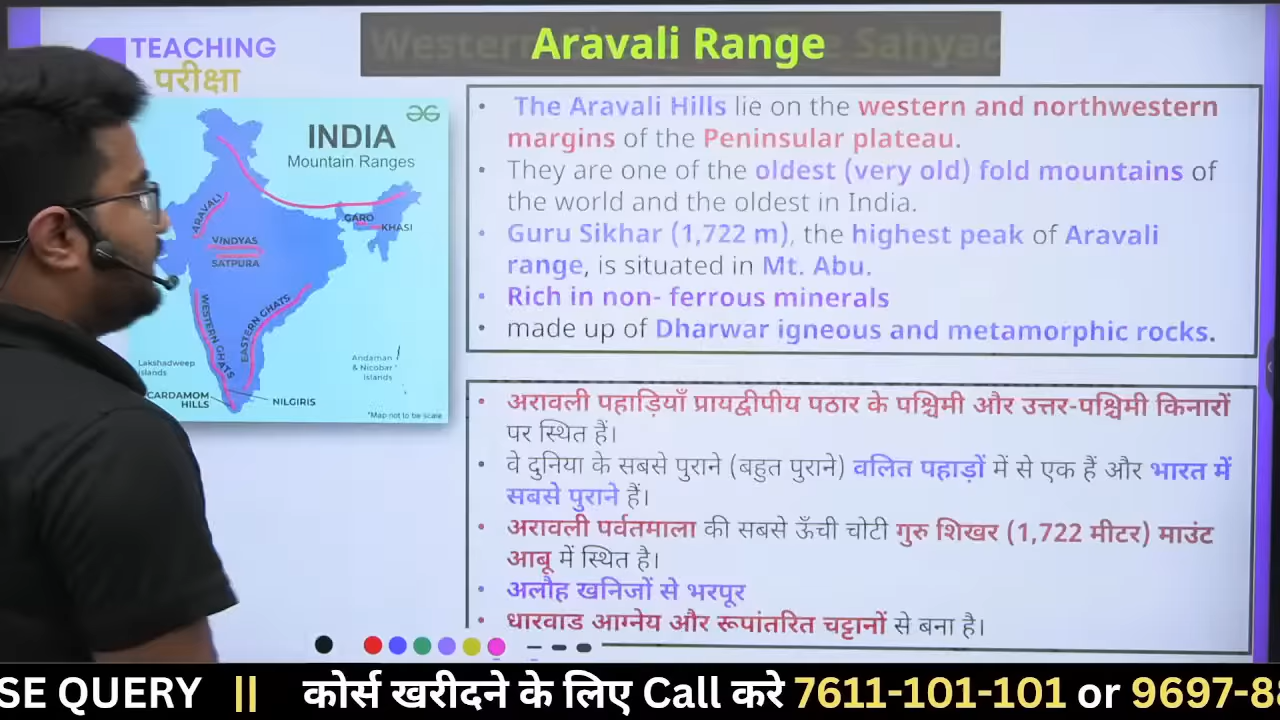 TEACHING
परीक्षा
Western Sahyad
Aravali Range
INDIA
Mountain Ranges
ARAVALI
VINDYAS
SATPURA
GARO
KHASI
WESTERN GHATS
EASTERN GHATS
Lakshadweep
islands
Andaman
& Nicobar
Islands
CARDAMOM
HILLS
NILGIRIS
*Map not to be scale
• The Aravali Hills lie on the western and northwestern
margins of the Peninsular plateau.
• They are one of the oldest (very old) fold mountains of
the world and the oldest in India.
• Guru Sikhar (1,722 m), the highest peak of Aravali
range, is situated in Mt. Abu.
• Rich in non- ferrous minerals
• made up of Dharwar igneous and metamorphic rocks.
• अरावली पहाड़ियाँ प्रायद्वीपीय पठार के पश्चिमी और उत्तर-पश्चिमी किनारों
पर स्थित हैं।
• वे दुनिया के सबसे पुराने (बहुत पुराने) वलित पहाड़ों में से एक हैं और भारत में
सबसे पुराने हैं।
• अरावली पर्वतमाला की सबसे ऊँची चोटी गुरु शिखर (1,722 मीटर) माउंट
आबू में स्थित है।
• अलौह खनिजों से भरपूर
• धारवाड आग्नेय और रूपांतरित चट्टानों से बना है।
SE QUERY || कोर्स खरीदने के लिए Call करे 7611-101-101 or 9697-8